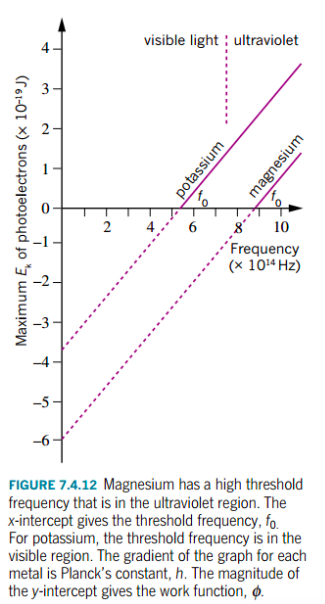 visible light ultraviolet
Maximum Eₖ of photoelectrons (× 10⁻¹⁹ J)
4
3
2
1
0
–1
–2
–3
–4
–5
–6
potassium
magnesium
f₀
f₀
2 4 6 8 10
Frequency
(× 10¹⁴ Hz)
FIGURE 7.4.12 Magnesium has a high threshold
frequency that is in the ultraviolet region. The
x-intercept gives the threshold frequency, f₀.
For potassium, the threshold frequency is in the
visible region. The gradient of the graph for each
metal is Planck's constant, h. The magnitude of
the y-intercept gives the work function, ϕ.